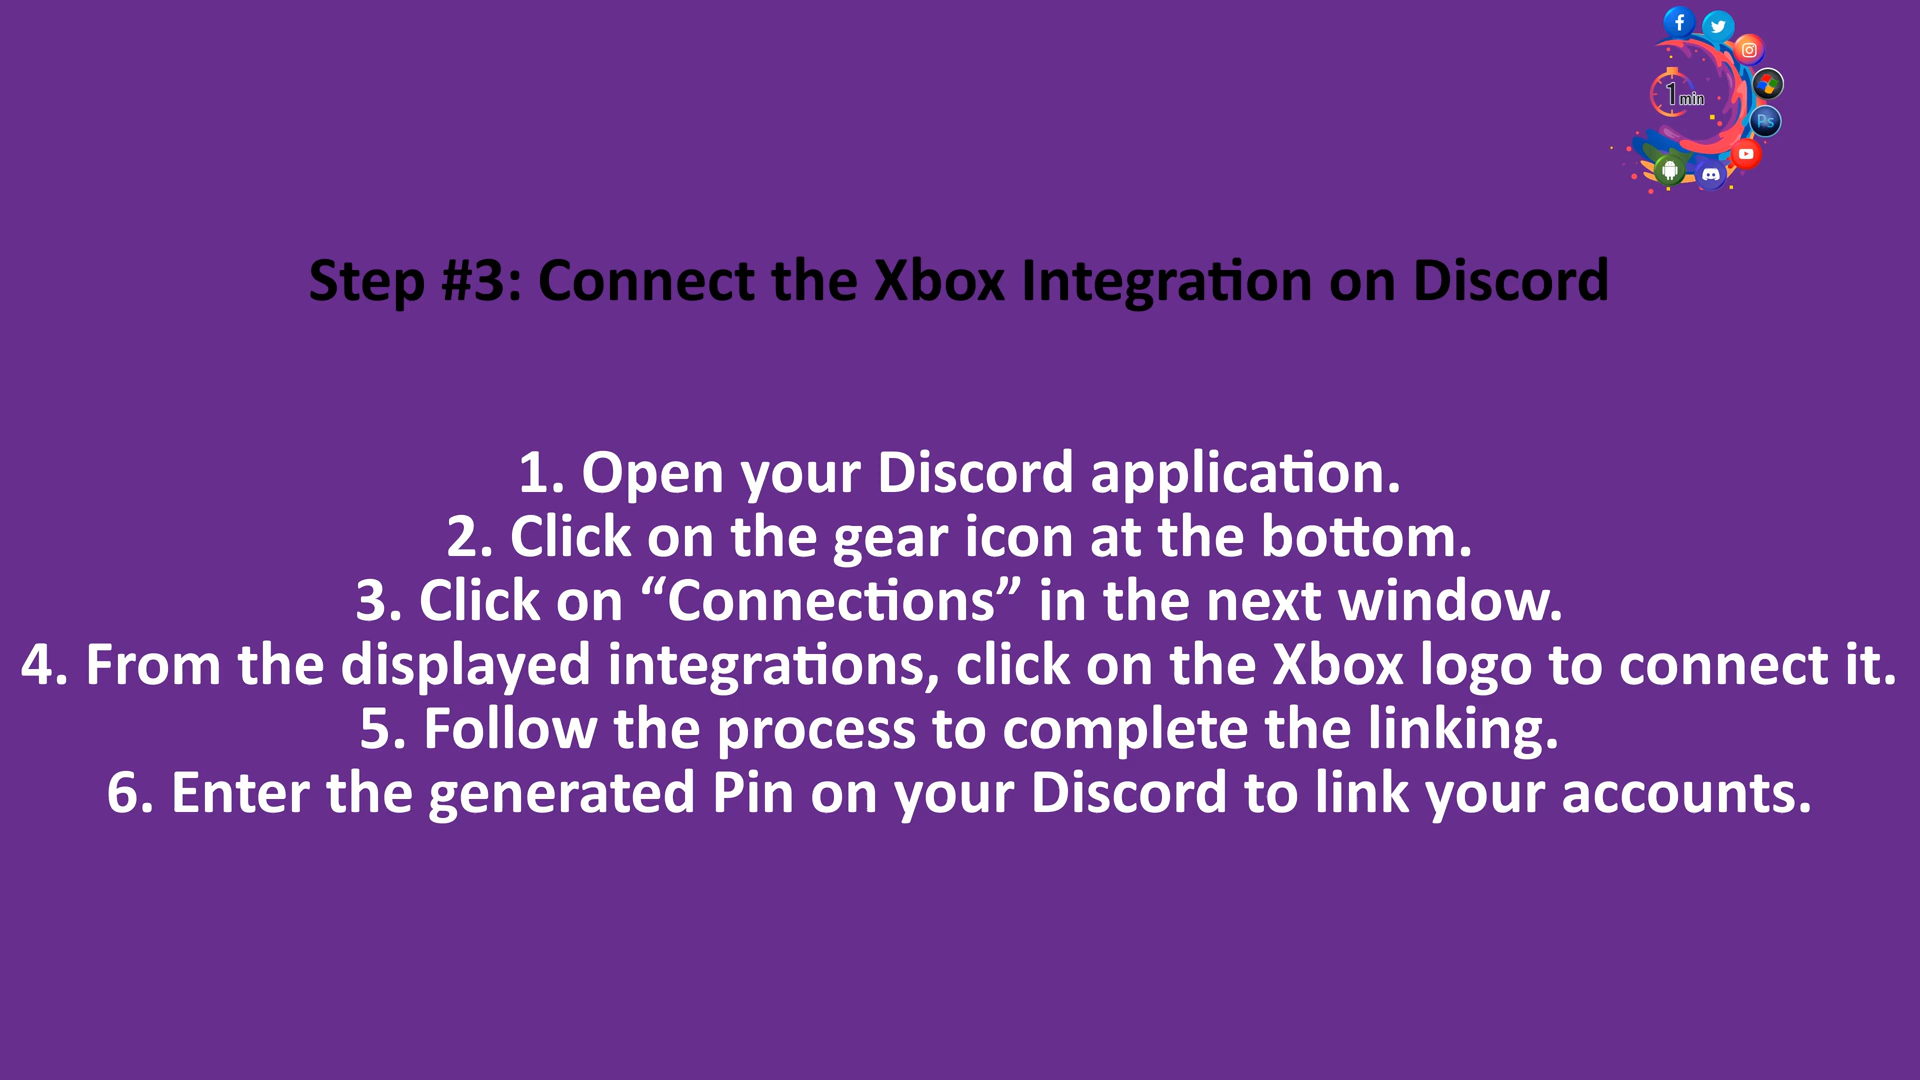 1 min
Ps
Step #3: Connect the Xbox Integration on Discord
1. Open your Discord application.
2. Click on the gear icon at the bottom.
3. Click on “Connections” in the next window.
4. From the displayed integrations, click on the Xbox logo to connect it.
5. Follow the process to complete the linking.
6. Enter the generated Pin on your Discord to link your accounts.